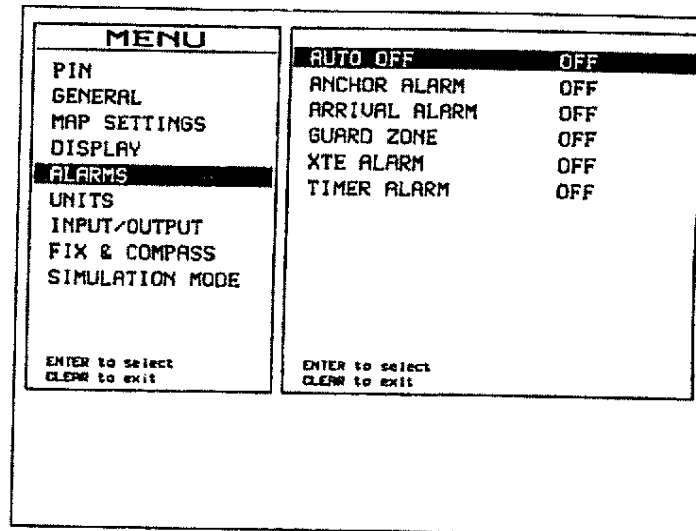 MENU
PIN
GENERAL
MAP SETTINGS
DISPLAY
ALARMS
UNITS
INPUT/OUTPUT
FIX & COMPASS
SIMULATION MODE
ENTER to select
CLEAR to exit
AUTO OFF OFF
ANCHOR ALARM OFF
ARRIVAL ALARM OFF
GUARD ZONE OFF
XTE ALARM OFF
TIMER ALARM OFF
ENTER to select
CLEAR to exit